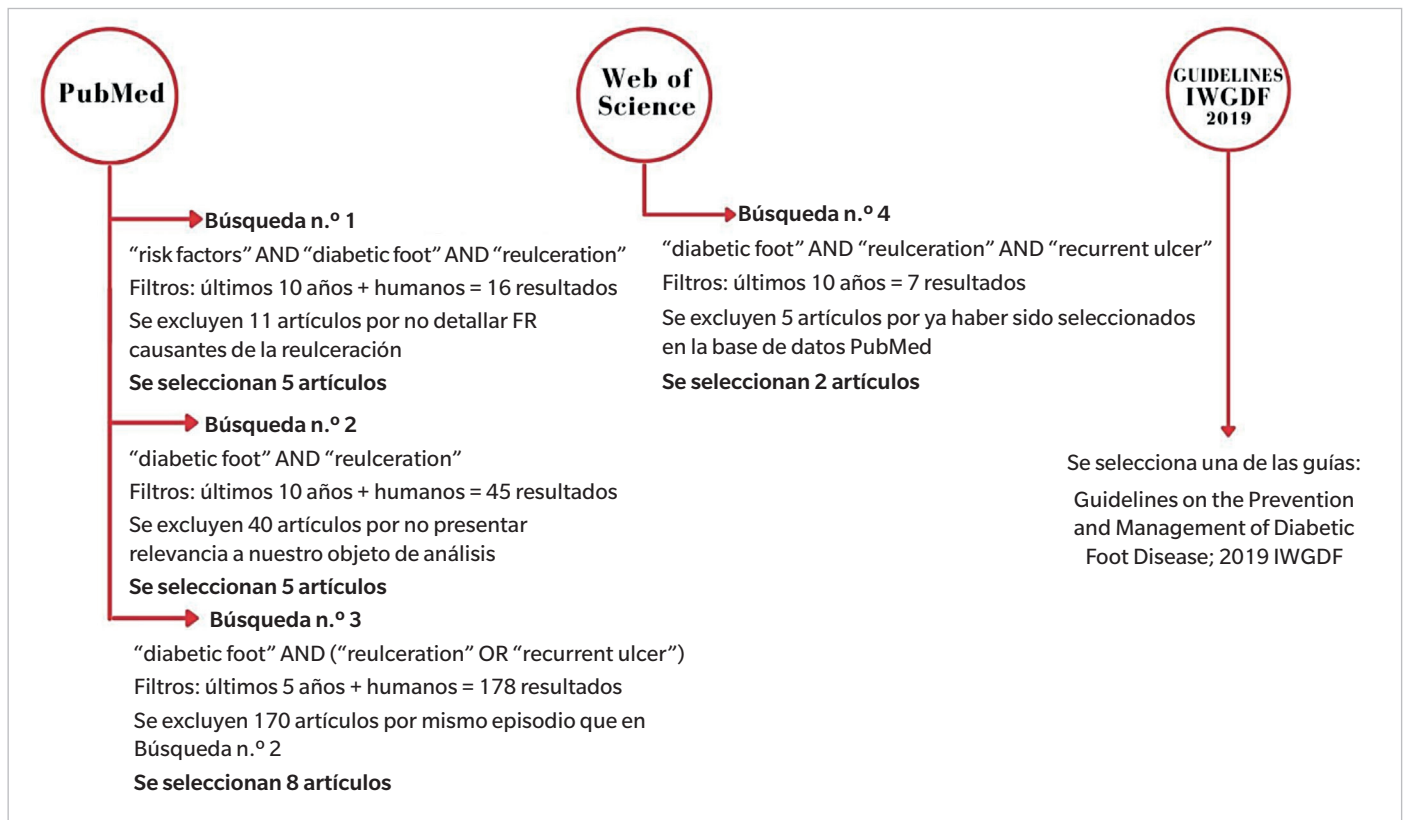 PubMed
Búsqueda n.º 1
“risk factors” AND “diabetic foot” AND “reulceration”
Filtros: últimos 10 años + humanos = 16 resultados
Se excluyen 11 artículos por no detallar FR
causantes de la reulceración
Se seleccionan 5 artículos
Búsqueda n.º 2
“diabetic foot” AND “reulceration”
Filtros: últimos 10 años + humanos = 45 resultados
Se excluyen 40 artículos por no presentar
relevancia a nuestro objeto de análisis
Se seleccionan 5 artículos
Búsqueda n.º 3
“diabetic foot” AND (“reulceration” OR “recurrent ulcer”)
Filtros: últimos 5 años + humanos = 178 resultados
Se excluyen 170 artículos por mismo episodio que en
Búsqueda n.º 2
Se seleccionan 8 artículos
Web of
Science
Búsqueda n.º 4
“diabetic foot” AND “reulceration” AND “recurrent ulcer”
Filtros: últimos 10 años = 7 resultados
Se excluyen 5 artículos por ya haber sido seleccionados
en la base de datos PubMed
Se seleccionan 2 artículos
GUIDELINES
IWGDF
2019
Se selecciona una de las guías:
Guidelines on the Prevention
and Management of Diabetic
Foot Disease; 2019 IWGDF